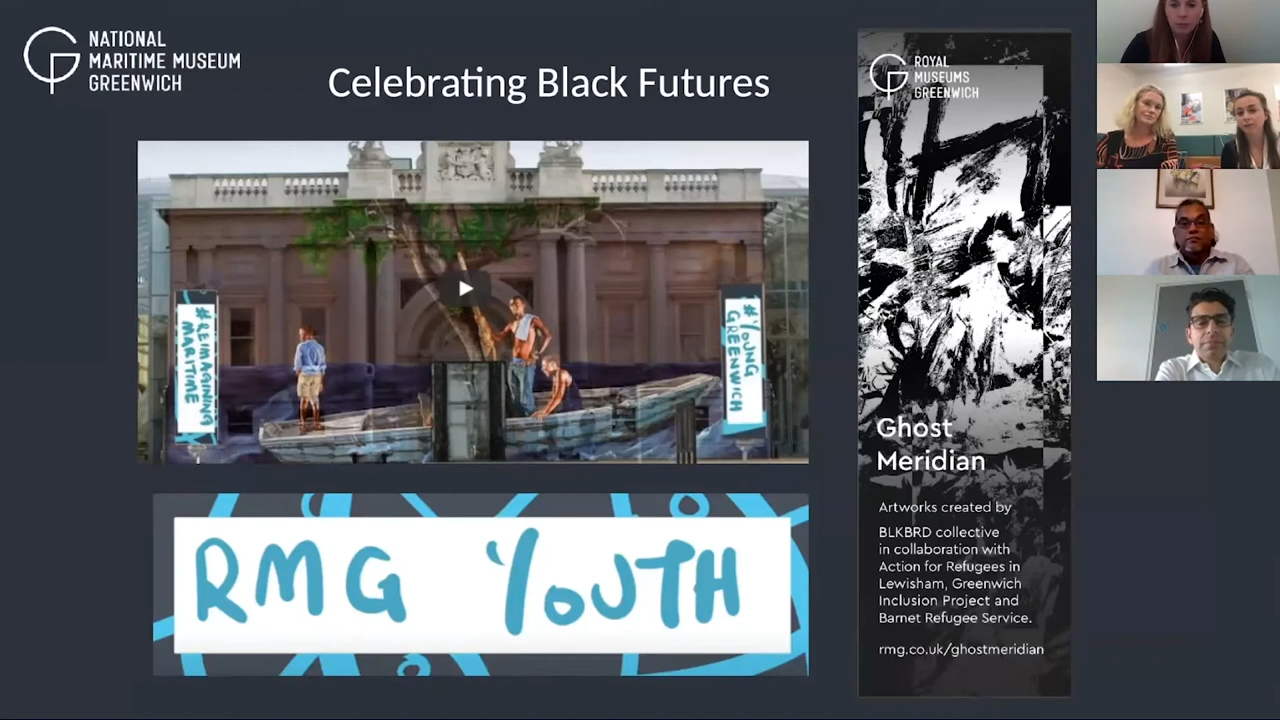 NATIONAL
MARITIME MUSEUM
GREENWICH
Celebrating Black Futures
#REIMAGINING
MARITIME
#YOUNG
GREENWICH
RMG YOUTH
ROYAL
MUSEUMS
GREENWICH
Ghost
Meridian
Artworks created by
BLKBRD collective
in collaboration with
Action for Refugees in
Lewisham, Greenwich
Inclusion Project and
Barnet Refugee Service.
rmg.co.uk/ghostmeridian